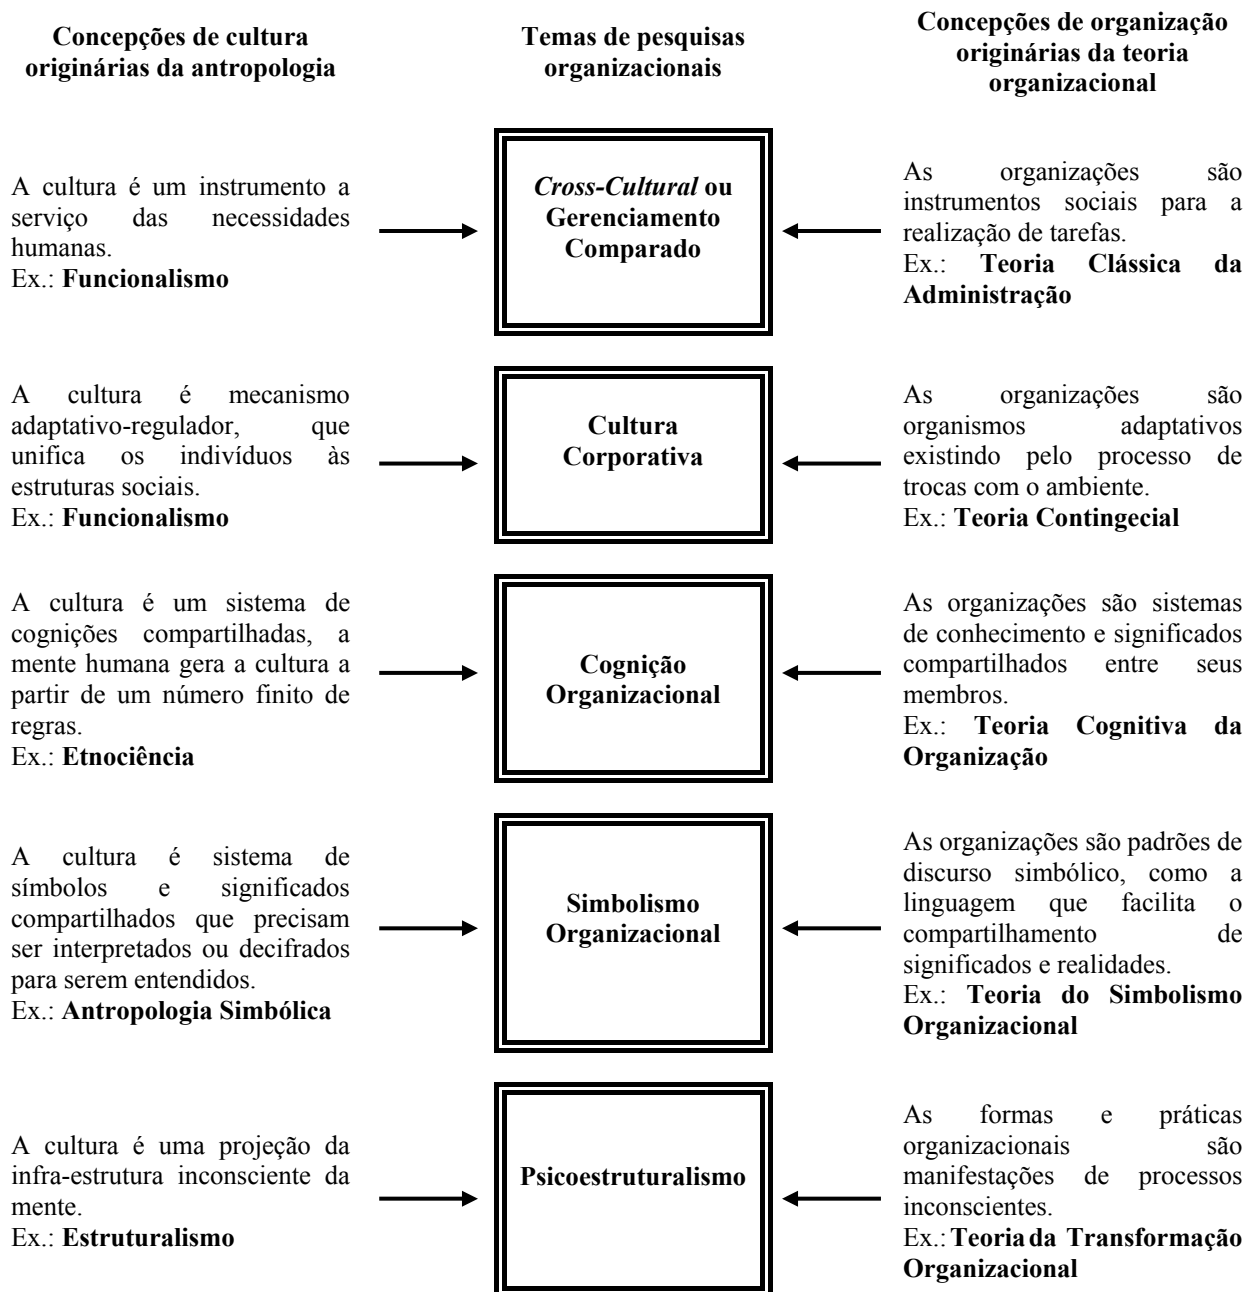 Concepções de cultura
originárias da antropologia
Temas de pesquisas
organizacionais
Concepções de organização
originárias da teoria
organizacional
A cultura é um instrumento a
serviço das necessidades
humanas.
Ex.: Funcionalismo
Cross-Cultural ou
Gerenciamento
Comparado
As organizações são
instrumentos sociais para a
realização de tarefas.
Ex.: Teoria Clássica da
Administração
A cultura é mecanismo
adaptativo-regulador, que
unifica os indivíduos às
estruturas sociais.
Ex.: Funcionalismo
Cultura
Corporativa
As organizações são
organismos adaptativos
existindo pelo processo de
trocas com o ambiente.
Ex.: Teoria Contingecial
A cultura é um sistema de
cognições compartilhadas, a
mente humana gera a cultura a
partir de um número finito de
regras.
Ex.: Etnociência
Cognição
Organizacional
As organizações são sistemas
de conhecimento e significados
compartilhados entre seus
membros.
Ex.: Teoria Cognitiva da
Organização
A cultura é sistema de
símbolos e significados
compartilhados que precisam
ser interpretados ou decifrados
para serem entendidos.
Ex.: Antropologia Simbólica
Simbolismo
Organizacional
As organizações são padrões de
discurso simbólico, como a
linguagem que facilita o
compartilhamento de
significados e realidades.
Ex.: Teoria do Simbolismo
Organizacional
A cultura é uma projeção da
infra-estrutura inconsciente da
mente.
Ex.: Estruturalismo
Psicoestruturalismo
As formas e práticas
organizacionais são
manifestações de processos
inconscientes.
Ex.: Teoria da Transformação
Organizacional